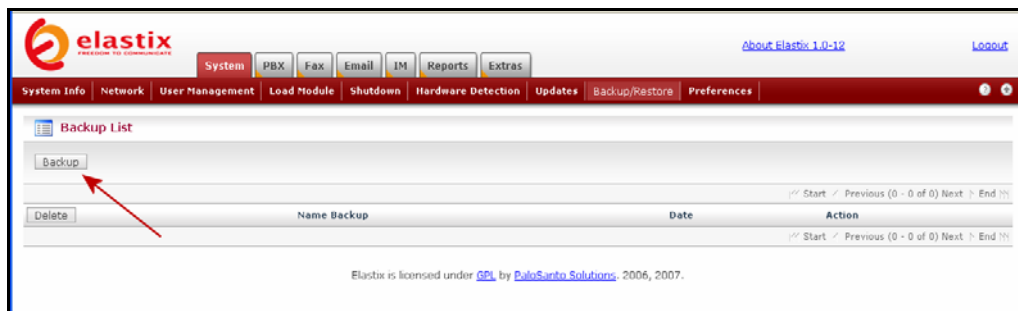 elastix
FREEDOM TO COMMUNICATE
About Elastix 1.0-12
Logout
System PBX Fax Email IM Reports Extras
System Info Network User Management Load Module Shutdown Hardware Detection Updates Backup/Restore Preferences
Backup List
Backup
Start Previous (0 - 0 of 0) Next End
Delete Name Backup Date Action
Start Previous (0 - 0 of 0) Next End
Elastix is licensed under GPL by PaloSanto Solutions. 2006, 2007.